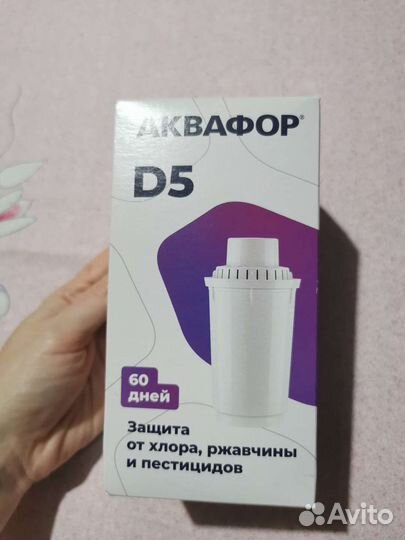 АКВАФОР®
D5
60
дней
Защита
от хлора, ржавчины
и пестицидов
Avito